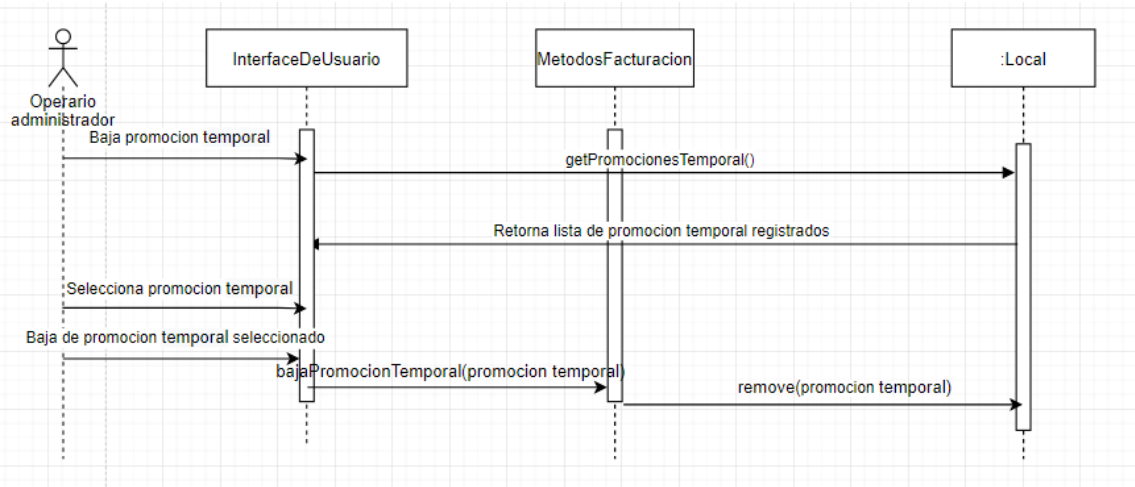 InterfaceDeUsuario
MetodosFacturacion
:Local
Operario
administrador
Baja promocion temporal
getPromocionesTemporal()
Retorna lista de promocion temporal registrados
Selecciona promocion temporal
Baja de promocion temporal seleccionado
bajaPromocionTemporal(promocion temporal)
remove(promocion temporal)